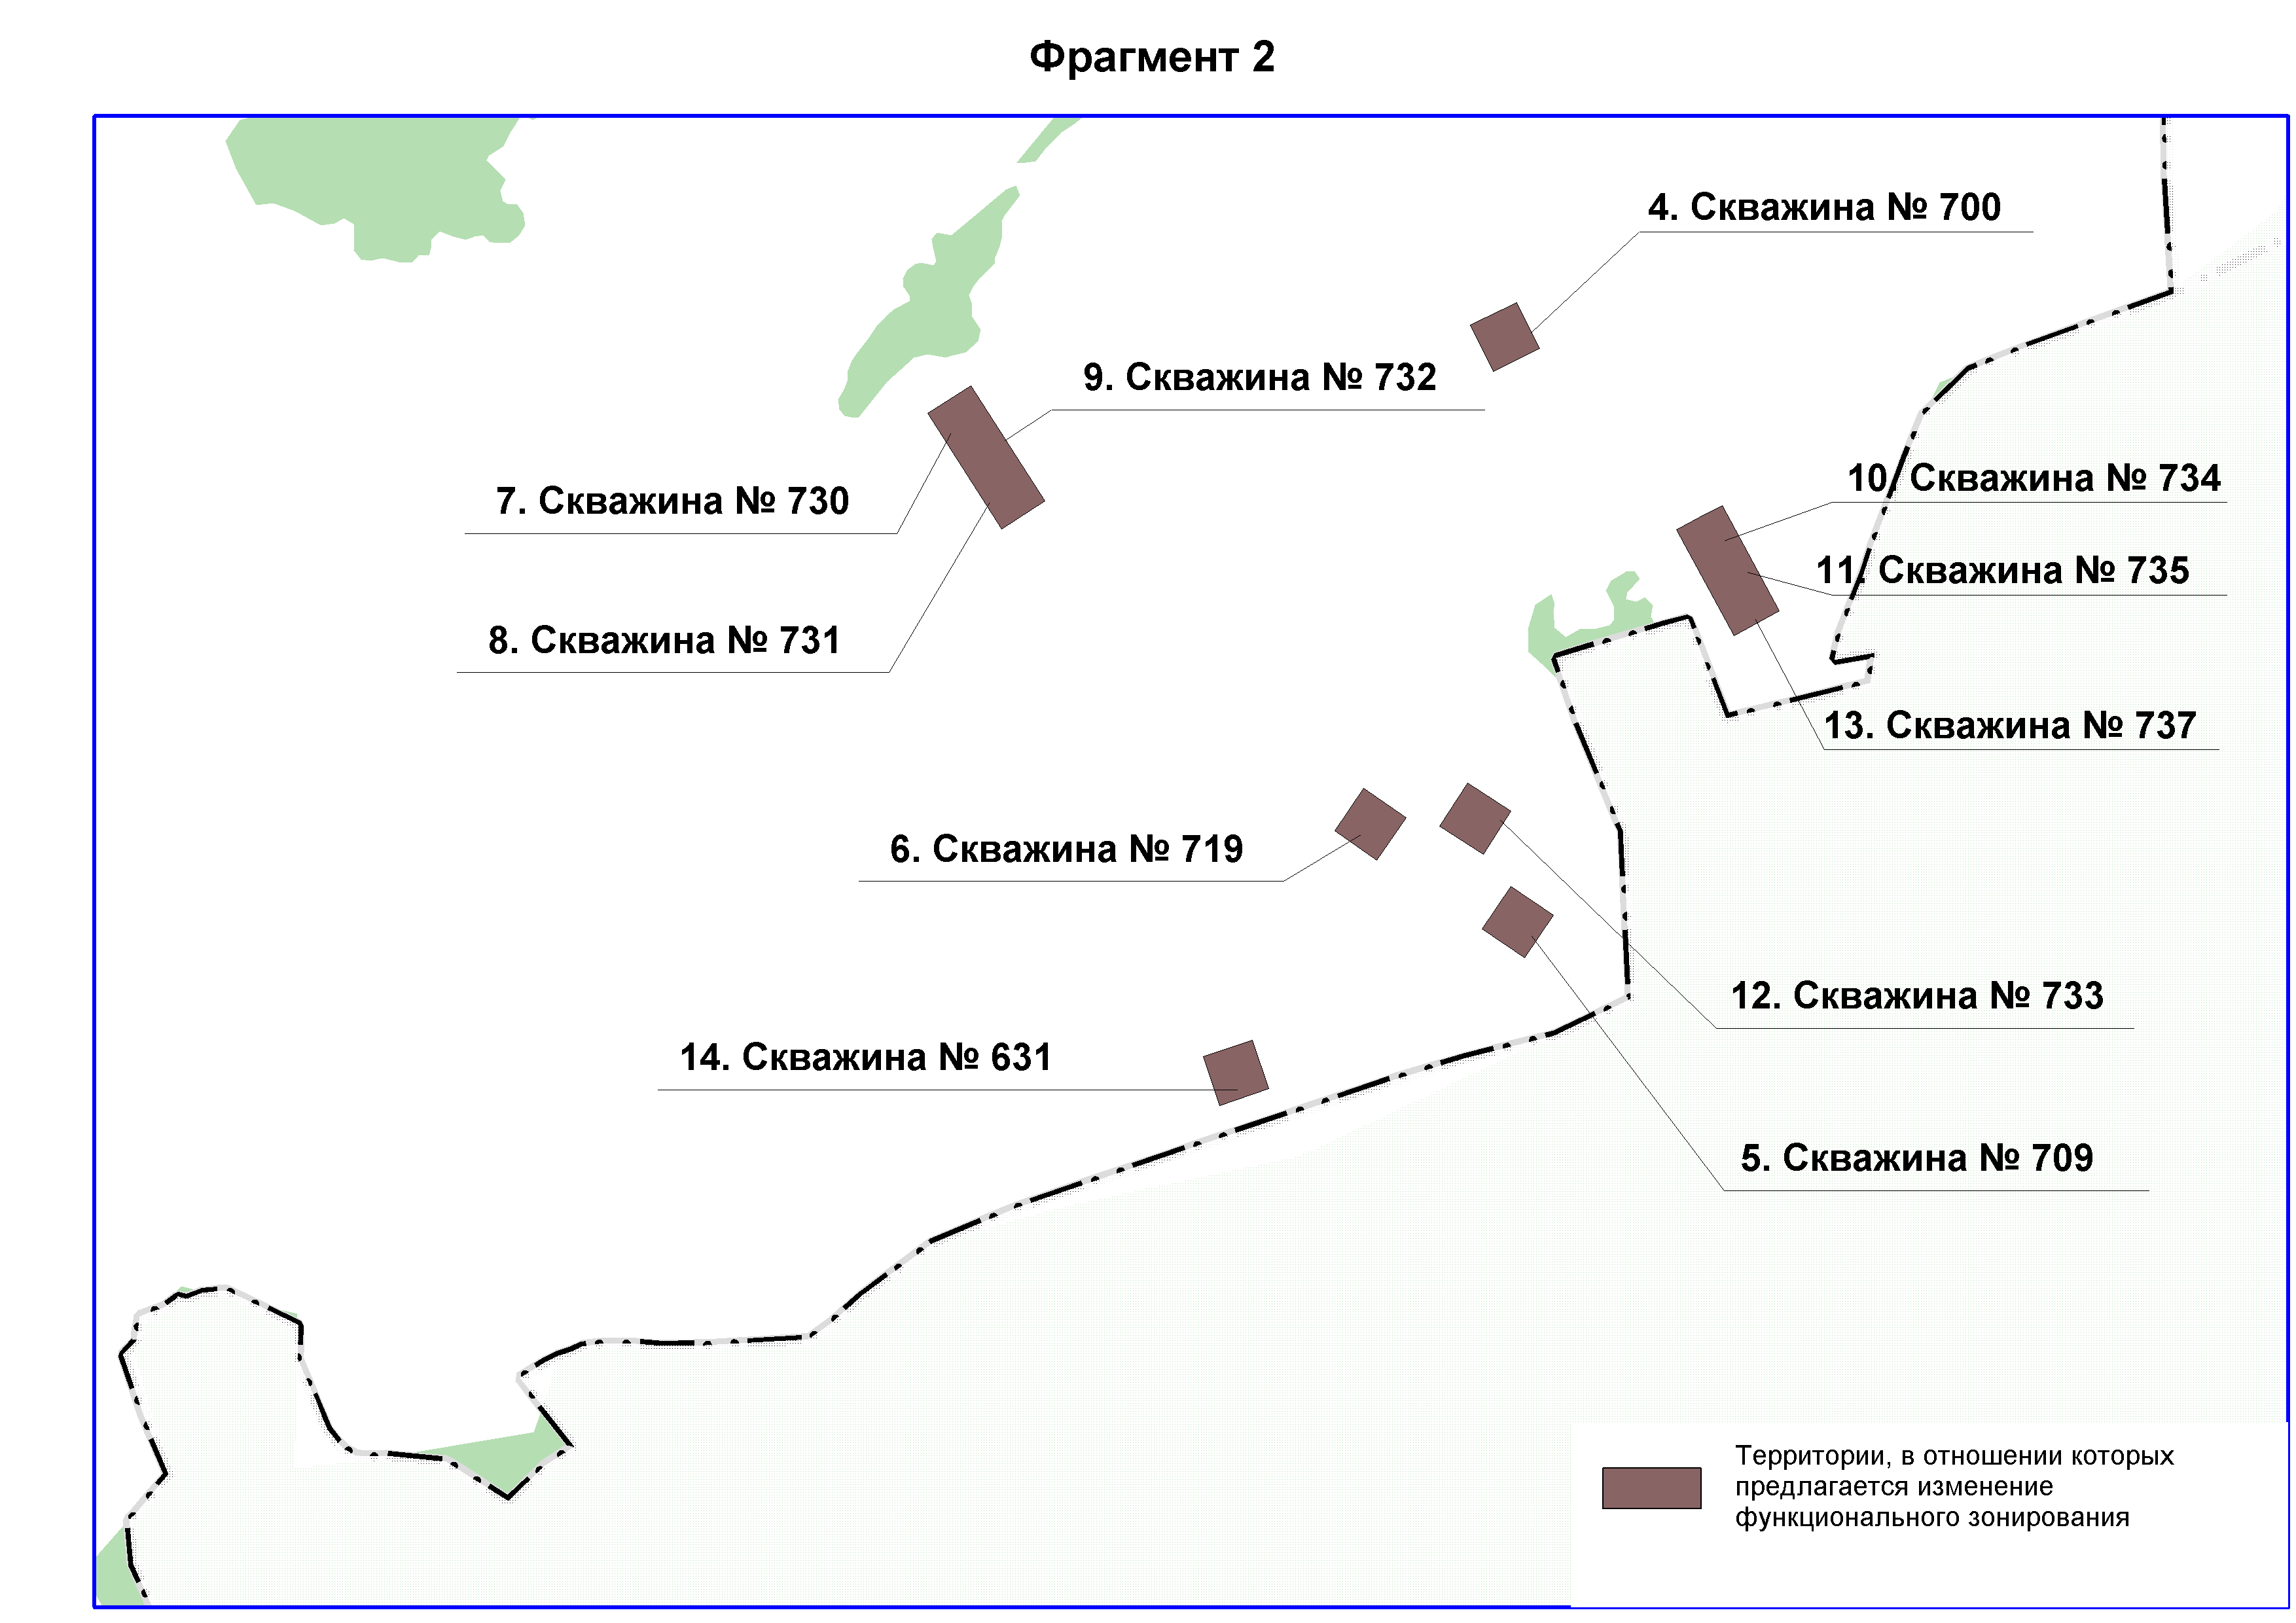 Фрагмент 2
4. Скважина № 700
9. Скважина № 732
7. Скважина № 730
10. Скважина № 734
11. Скважина № 735
8. Скважина № 731
13. Скважина № 737
6. Скважина № 719
12. Скважина № 733
14. Скважина № 631
5. Скважина № 709
Территории, в отношении которых
предлагается изменение
функционального зонирования